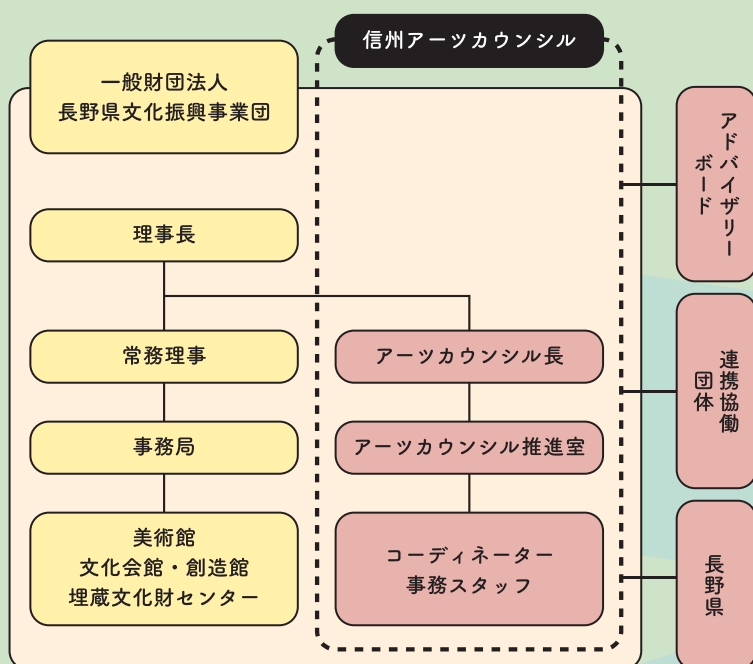 信州アーツカウンシル
一般財団法人
長野県文化振興事業団
理事長
常務理事
事務局
美術館
文化会館・創造館
埋蔵文化財センター
アーツカウンシル長
アーツカウンシル推進室
コーディネーター
事務スタッフ
アドバイザリー
ボード
連携協働
団体
長野県